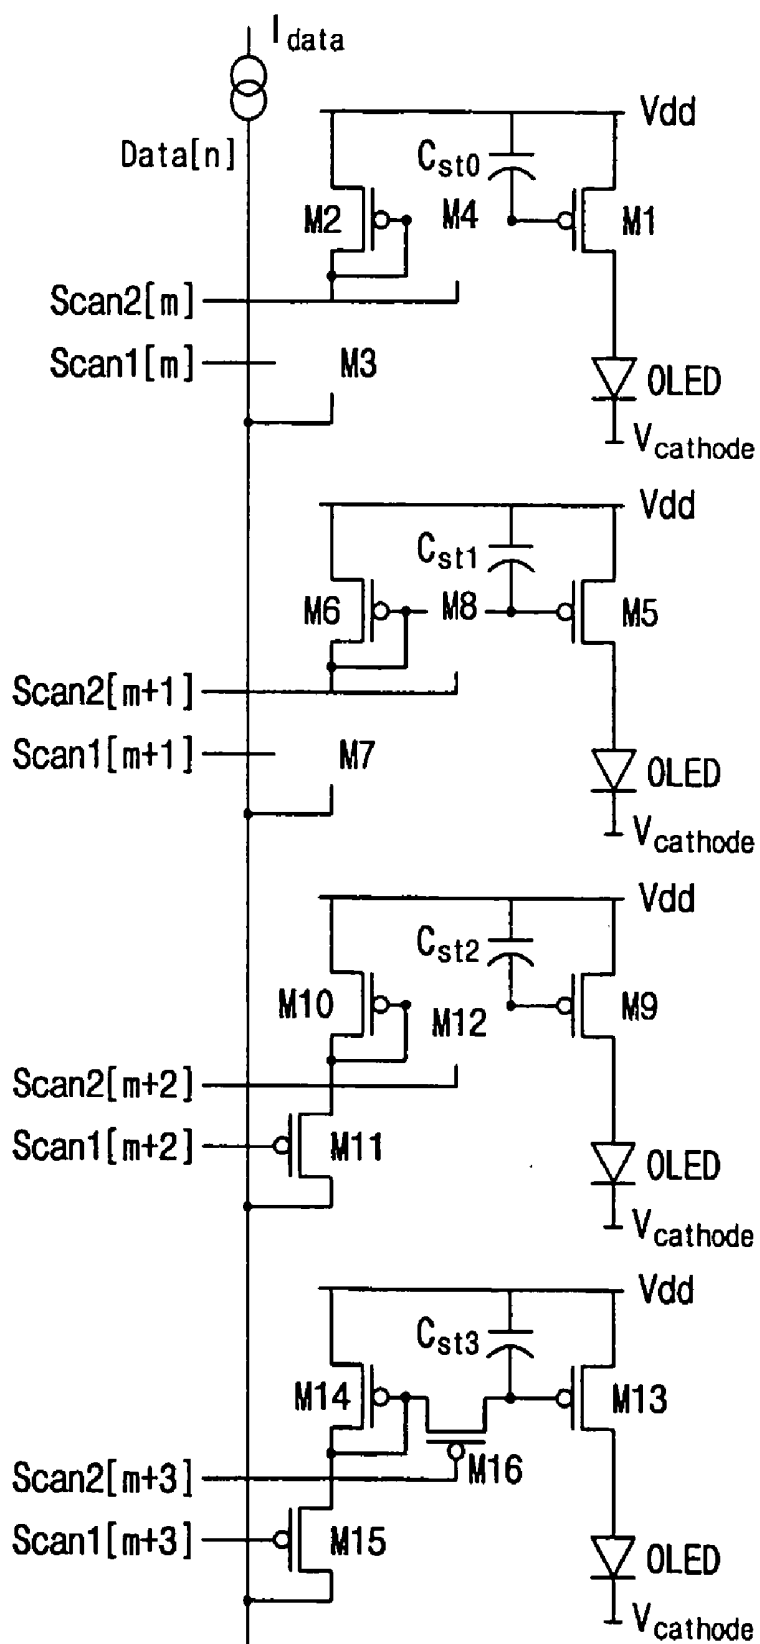 Idata
Data[n]
Vdd
Cst0
M2
M4
M1
Scan2[m]
Scan1[m]
M3
OLED
Vcathode
Vdd
Cst1
M6
M8
M5
Scan2[m+1]
Scan1[m+1]
M7
OLED
Vcathode
Vdd
Cst2
M10
M12
M9
Scan2[m+2]
Scan1[m+2]
M11
OLED
Vcathode
Vdd
Cst3
M14
M13
M16
Scan2[m+3]
Scan1[m+3]
M15
OLED
Vcathode